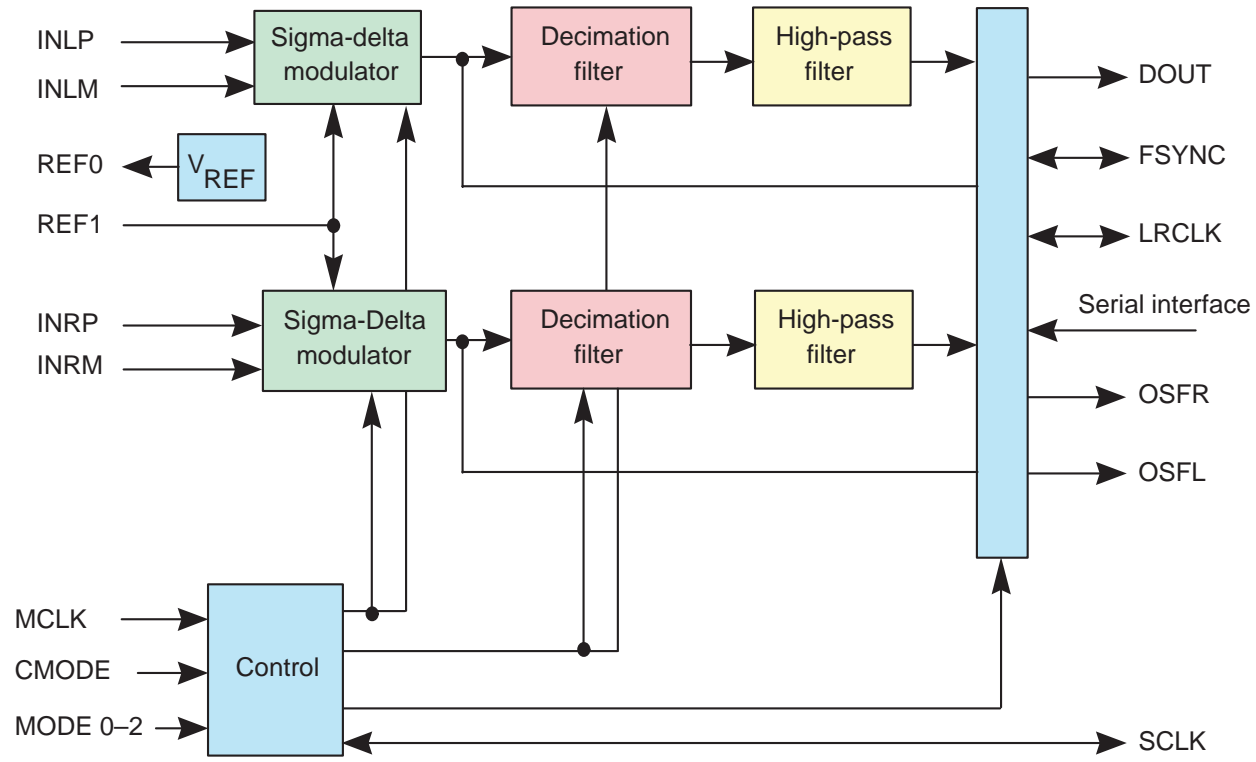 INLP
INLM
Sigma-delta
modulator
Decimation
filter
High-pass
filter
DOUT
REF0
V REF
FSYNC
REF1
LRCLK
INRP
INRM
Sigma-Delta
modulator
Decimation
filter
High-pass
filter
Serial interface
OSFR
OSFL
MCLK
CMODE
MODE 0–2
Control
SCLK